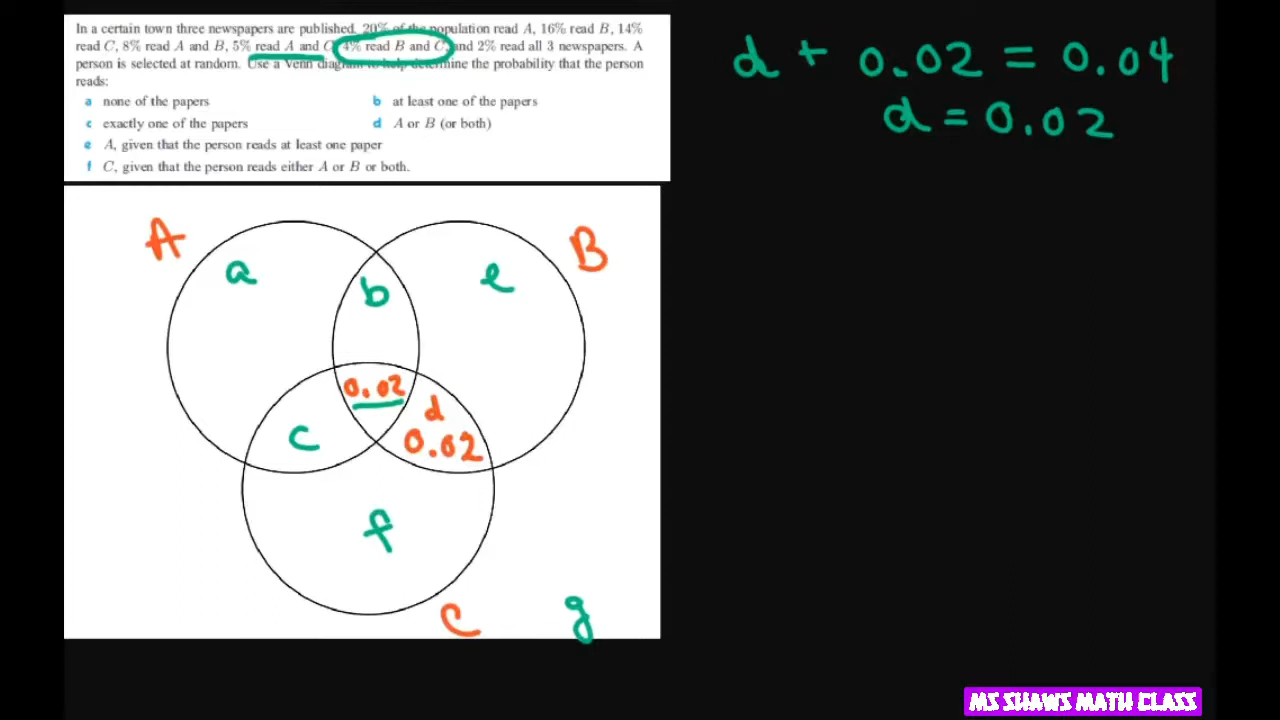 In a certain town three newspapers are published. 20% of the population read A, 16% read B, 14%
read C, 8% read A and B, 5% read A and C, 4% read B and C, and 2% read all 3 newspapers. A
person is selected at random. Use a Venn diagram to help determine the probability that the person
reads:
a none of the papers
b at least one of the papers
c exactly one of the papers
d A or B (or both)
e A, given that the person reads at least one paper
f C, given that the person reads either A or B or both.
d + 0.02 = 0.04
d = 0.02
A
B
a
b
e
0.02
d
0.02
c
f
C
g
MS SHAWS MATH CLASS